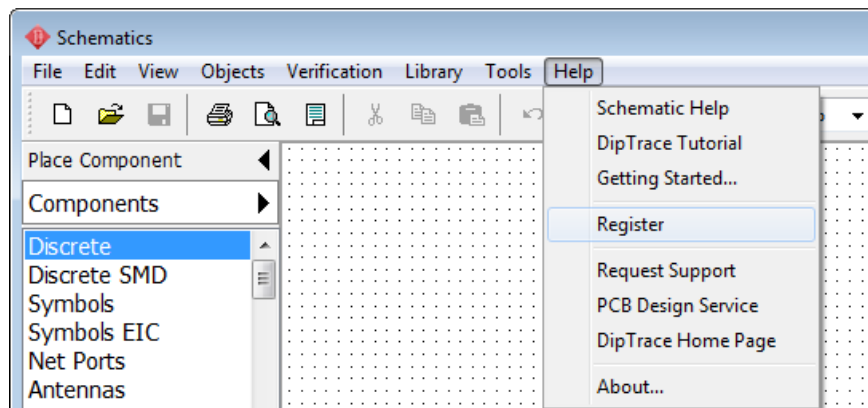 Schematics
File Edit View Objects Verification Library Tools Help
Place Component
Components
Discrete
Discrete SMD
Symbols
Symbols EIC
Net Ports
Antennas
Schematic Help
DipTrace Tutorial
Getting Started...
Register
Request Support
PCB Design Service
DipTrace Home Page
About...